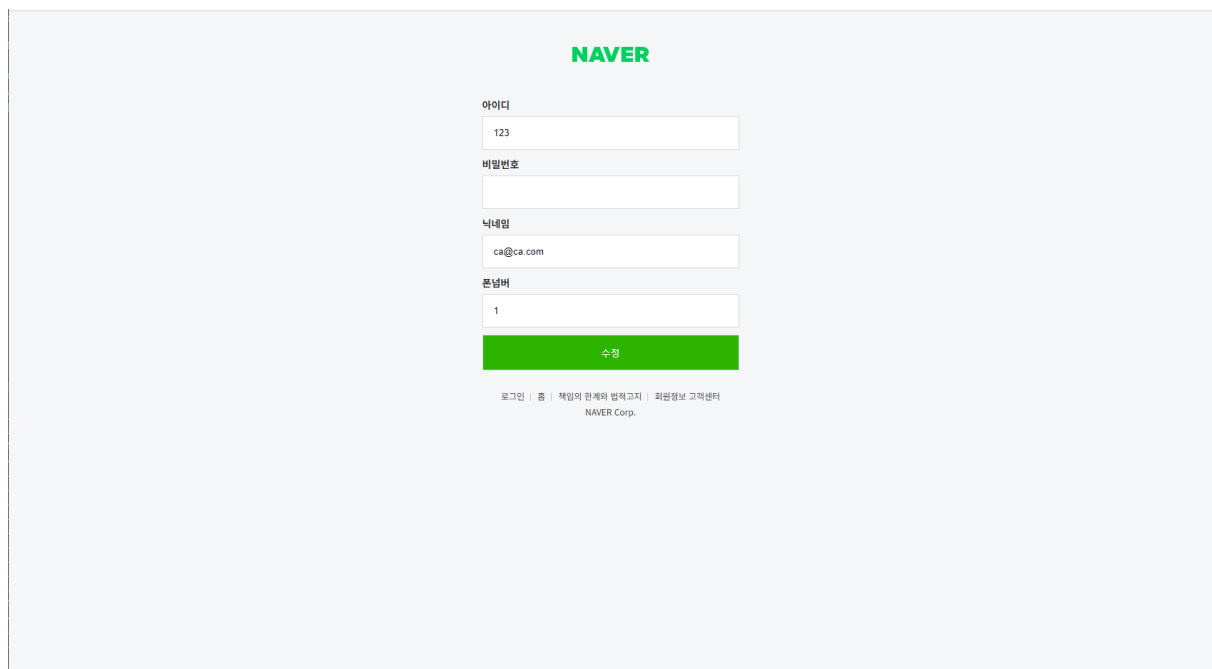 NAVER
아이디
123
비밀번호
닉네임
ca@ca.com
폰넘버
1
수정
로그인 | 홈 | 책임의 한계와 법적고지 | 회원정보 고객센터
NAVER Corp.